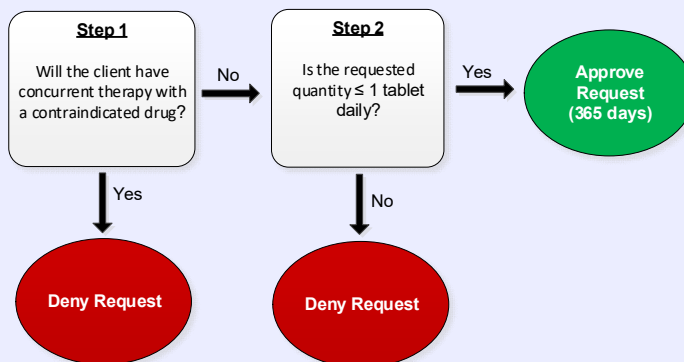 Step 1
Will the client have
concurrent therapy with
a contraindicated drug?
No
Step 2
Is the requested
quantity ≤ 1 tablet
daily?
Yes
Approve
Request
(365 days)
Yes
No
Deny Request
Deny Request